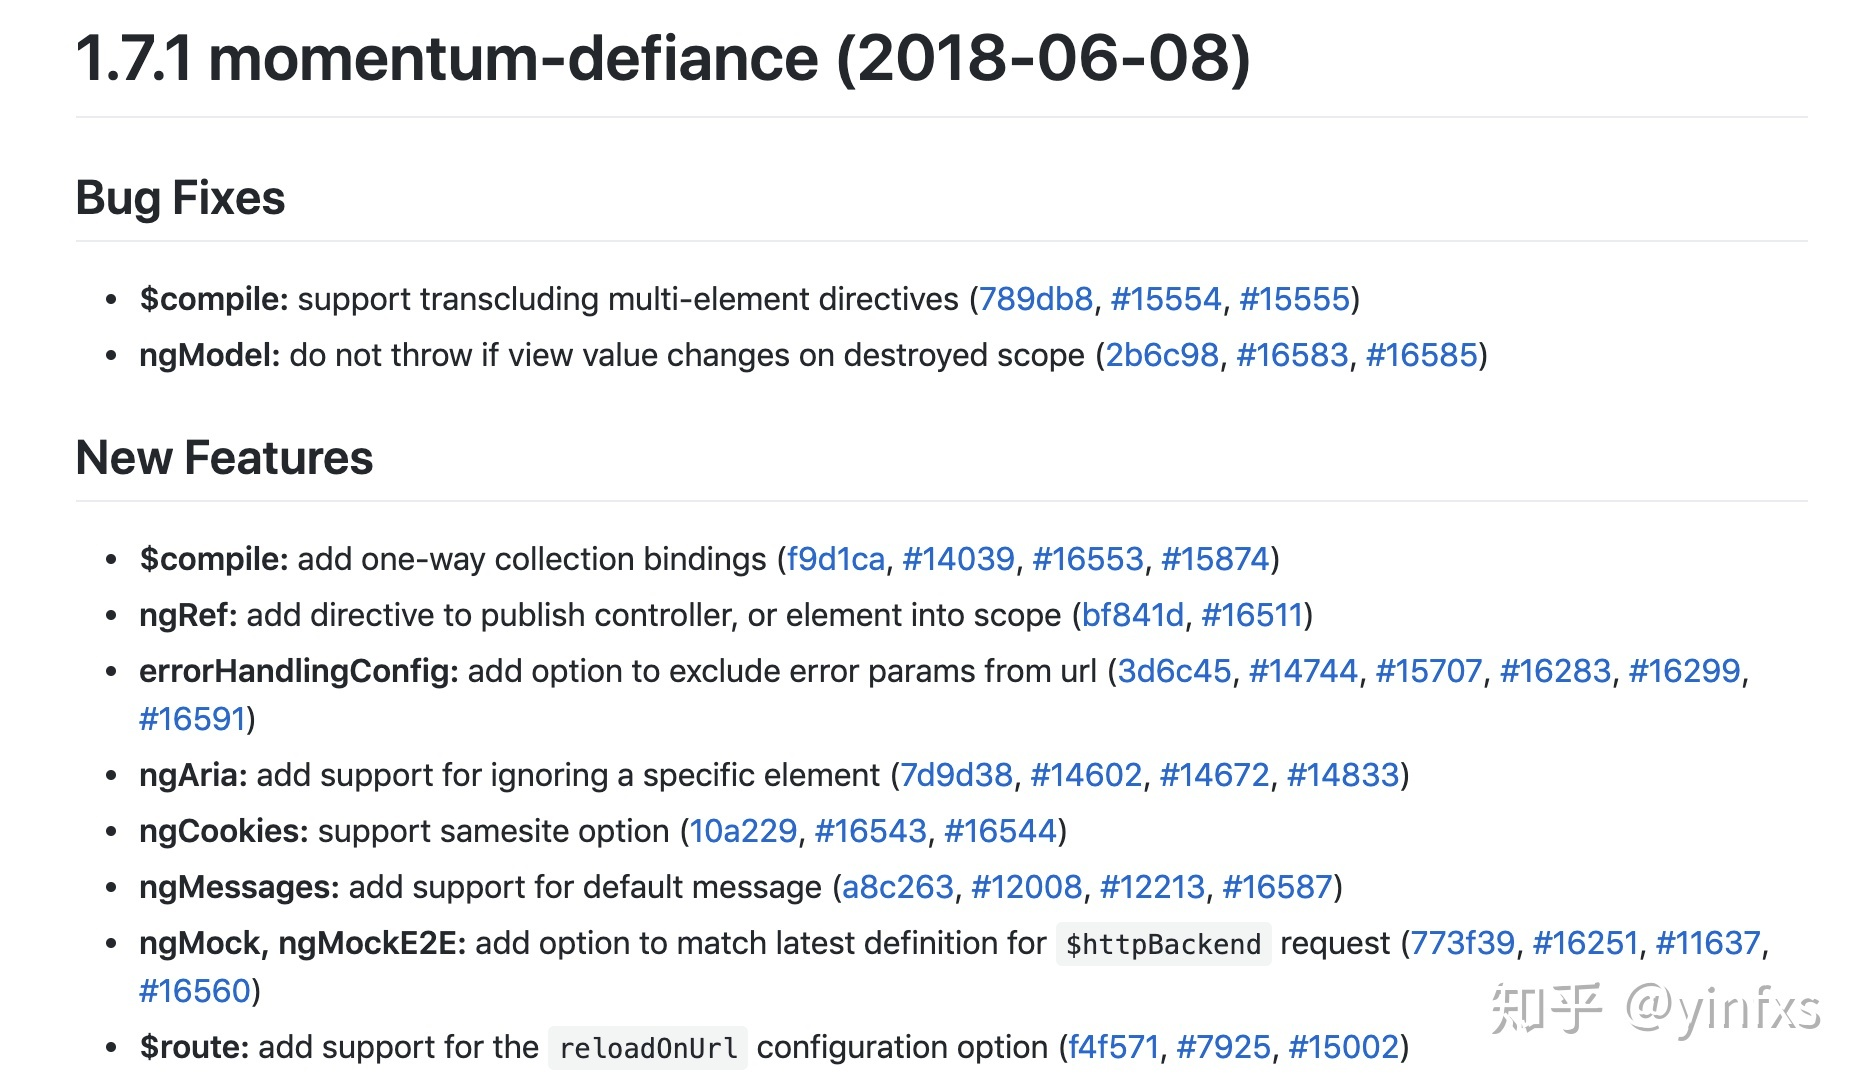 1.7.1 momentum-defiance (2018-06-08)
Bug Fixes
• $compile: support transcluding multi-element directives (789db8, #15554, #15555)
• ngModel: do not throw if view value changes on destroyed scope (2b6c98, #16583, #16585)
New Features
• $compile: add one-way collection bindings (f9d1ca, #14039, #16553, #15874)
• ngRef: add directive to publish controller, or element into scope (bf841d, #16511)
• errorHandlingConfig: add option to exclude error params from url (3d6c45, #14744, #15707, #16283, #16299,
#16591)
• ngAria: add support for ignoring a specific element (7d9d38, #14602, #14672, #14833)
• ngCookies: support samesite option (10a229, #16543, #16544)
• ngMessages: add support for default message (a8c263, #12008, #12213, #16587)
• ngMock, ngMockE2E: add option to match latest definition for $httpBackend request (773f39, #16251, #11637,
#16560)
• $route: add support for the reloadOnUrl configuration option (f4f571, #7925, #15002)
知乎 @yinfxs